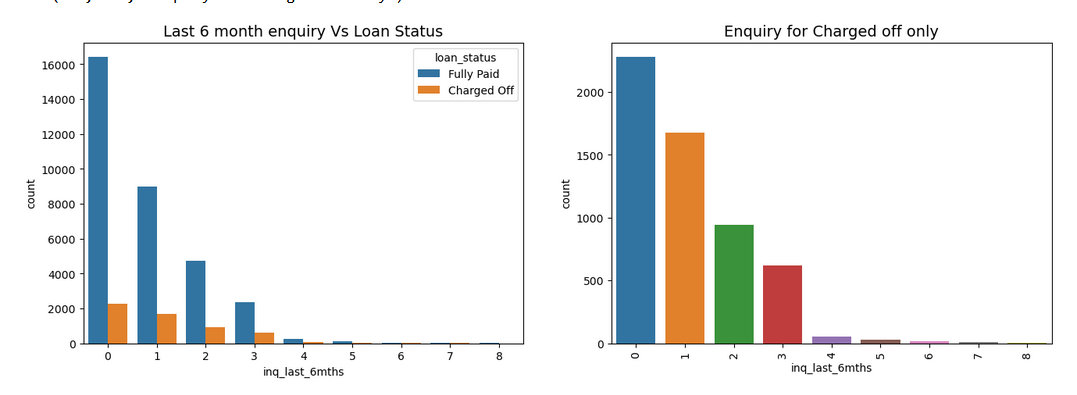 Last 6 month enquiry Vs Loan Status
16000
14000
12000
10000
8000
6000
4000
2000
0
count
loan_status
Fully Paid
Charged Off
0 1 2 3 4 5 6 7 8
inq_last_6mths
Enquiry for Charged off only
2000
1500
1000
500
0
count
0 1 2 3 4 5 6 7 8
inq_last_6mths